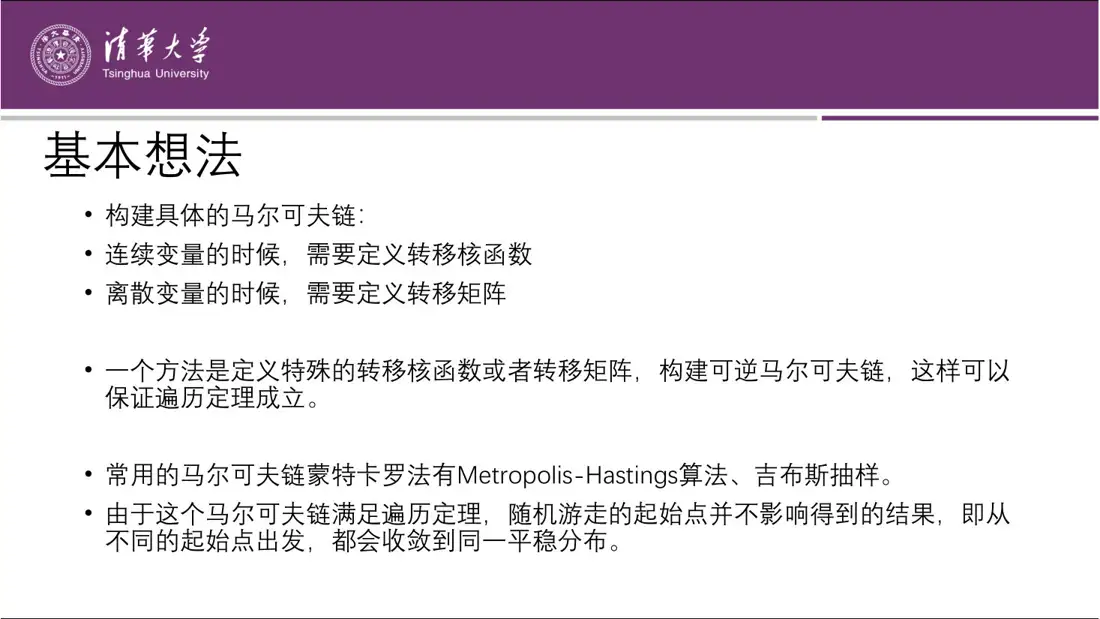 清华大学
Tsinghua University
基本想法
• 构建具体的马尔可夫链：
• 连续变量的时候，需要定义转移核函数
• 离散变量的时候，需要定义转移矩阵
• 一个方法是定义特殊的转移核函数或者转移矩阵，构建可逆马尔可夫链，这样可以
保证遍历定理成立。
• 常用的马尔可夫链蒙特卡罗法有Metropolis-Hastings算法、吉布斯抽样。
• 由于这个马尔可夫链满足遍历定理，随机游走的起始点并不影响得到的结果，即从
不同的起始点出发，都会收敛到同一平稳分布。